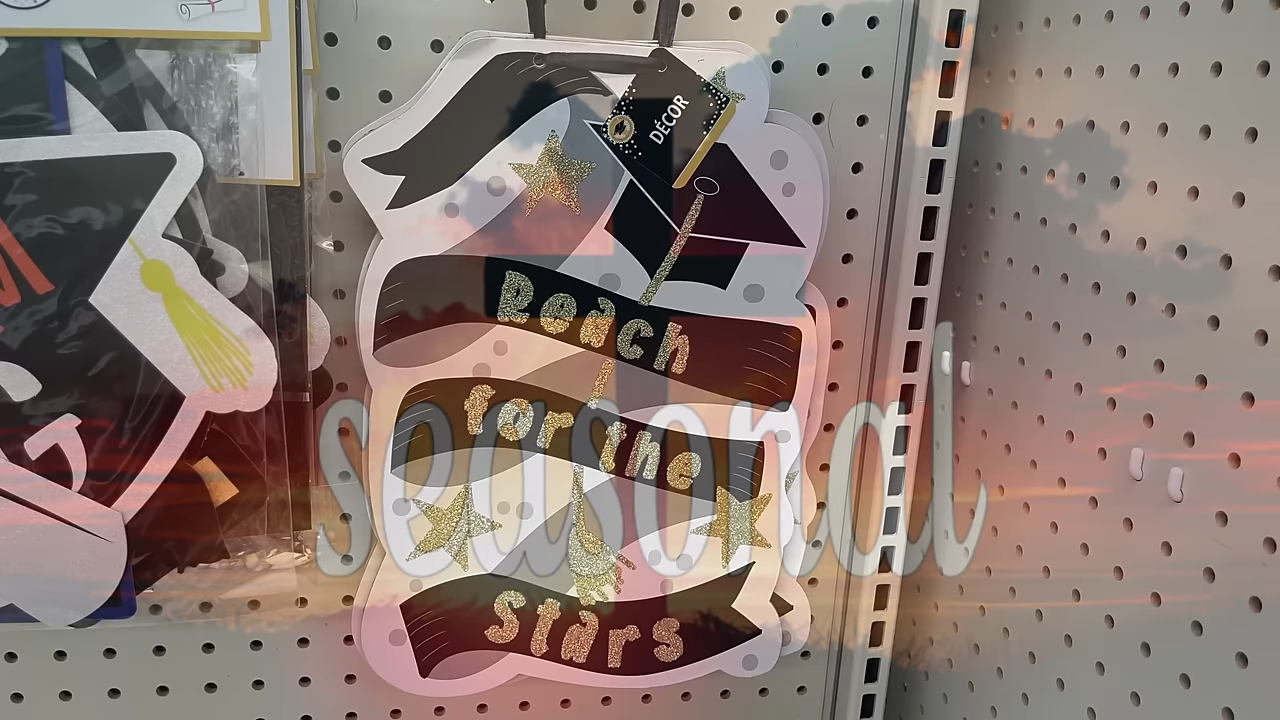 DÉCOR
Reach
for the
seasonal
Stars
G